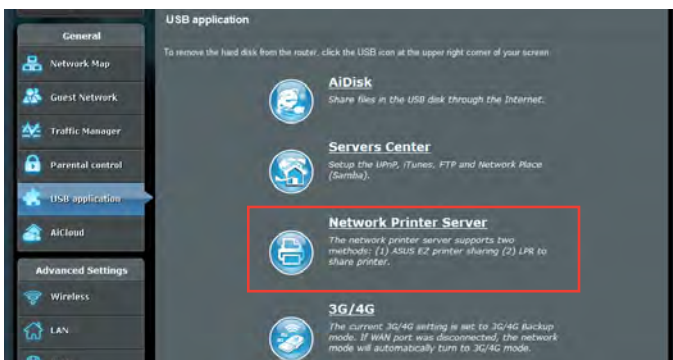 USB application
General
To remove the hard disk from the router, click the USB icon at the upper right corner of your screen
Network Map
Guest Network
Traffic Manager
Parental control
USB application
AiCloud
Advanced Settings
Wireless
LAN
AiDisk
Share files in the USB disk through the Internet.
Servers Center
Setup the UPnP, iTunes, FTP and Network Place
(Samba).
Network Printer Server
The network printer server supports two
methods: (1) ASUS EZ printer sharing (2) LPR to
share printer.
3G/4G
The current 3G/4G setting is set to 3G/4G Backup
mode. If WAN port was disconnected, the network
mode will automatically turn to 3G/4G mode.